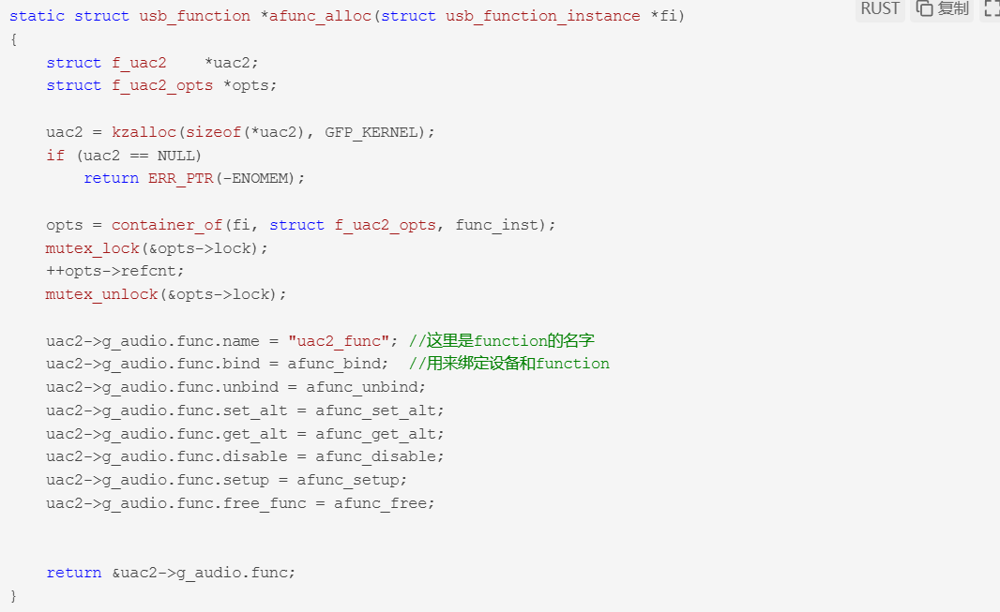 RUST 复制
static struct usb_function *afunc_alloc(struct usb_function_instance *fi)
{
    struct f_uac2    *uac2;
    struct f_uac2_opts *opts;

    uac2 = kzalloc(sizeof(*uac2), GFP_KERNEL);
    if (uac2 == NULL)
        return ERR_PTR(-ENOMEM);

    opts = container_of(fi, struct f_uac2_opts, func_inst);
    mutex_lock(&opts->lock);
    ++opts->refcnt;
    mutex_unlock(&opts->lock);

    uac2->g_audio.func.name = "uac2_func"; //这里是function的名字
    uac2->g_audio.func.bind = afunc_bind;  //用来绑定设备和function
    uac2->g_audio.func.unbind = afunc_unbind;
    uac2->g_audio.func.set_alt = afunc_set_alt;
    uac2->g_audio.func.get_alt = afunc_get_alt;
    uac2->g_audio.func.disable = afunc_disable;
    uac2->g_audio.func.setup = afunc_setup;
    uac2->g_audio.func.free_func = afunc_free;

    return &uac2->g_audio.func;
}